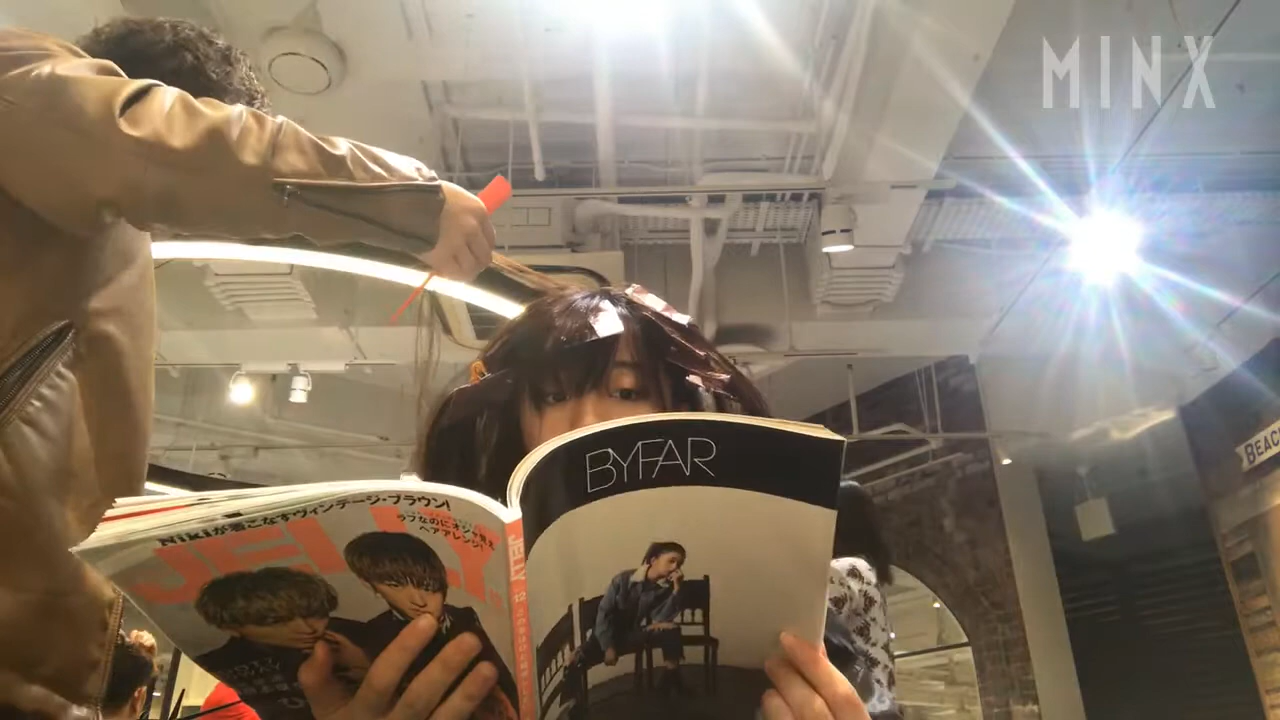 MINX
BEAC
BYFAR
Nikiが着こなすヴィンテージ・ブラウン!
ラフなのにオシャ見え
ヘアアレンジ!
JELLY
JELLY 12